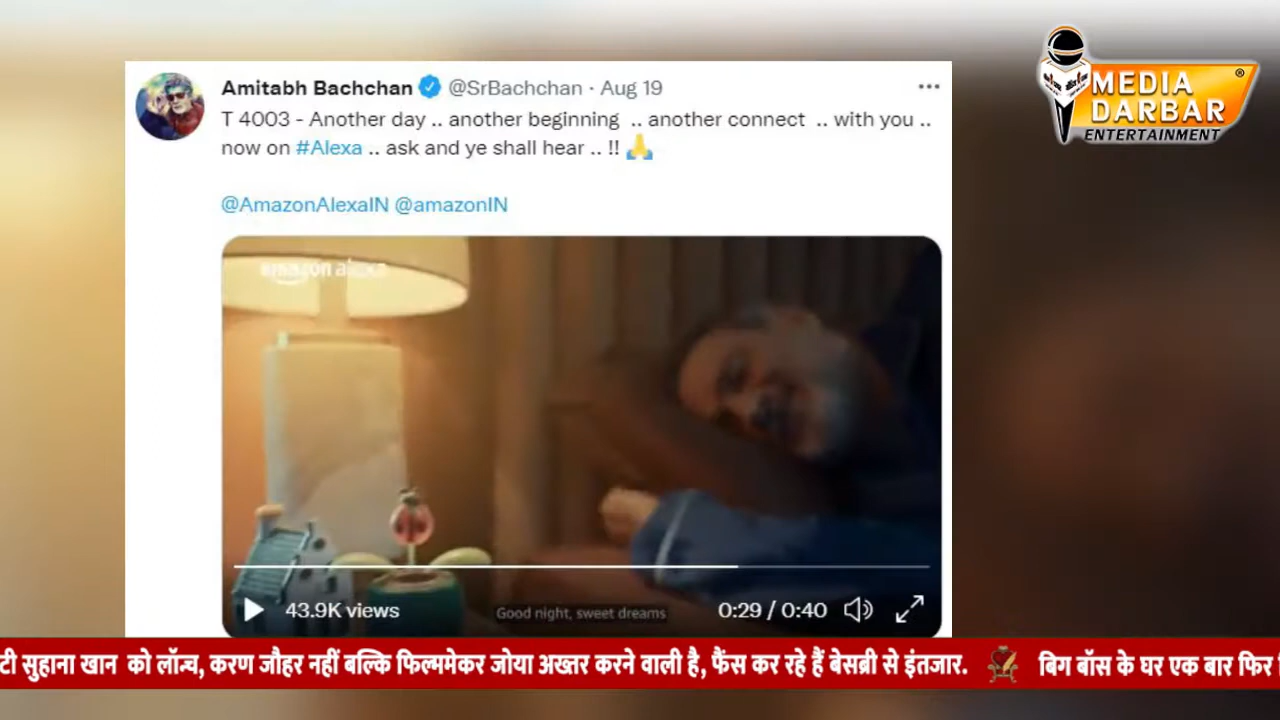 Amitabh Bachchan @SrBachchan · Aug 19
T 4003 - Another day .. another beginning .. another connect .. with you ..
now on #Alexa .. ask and ye shall hear .. !! 🙏
@AmazonAlexaIN @amazonIN
amazon alexa
Good night, sweet dreams
43.9K views
0:29 / 0:40
MEDIA
DARBAR
ENTERTAINMENT
टी सुहाना खान को लॉन्च, करण जौहर नहीं बल्कि फिल्ममेकर जोया अख्तर करने वाली है, फैंस कर रहे हैं बेसब्री से इंतजार. बिग बॉस के घर एक बार फिर